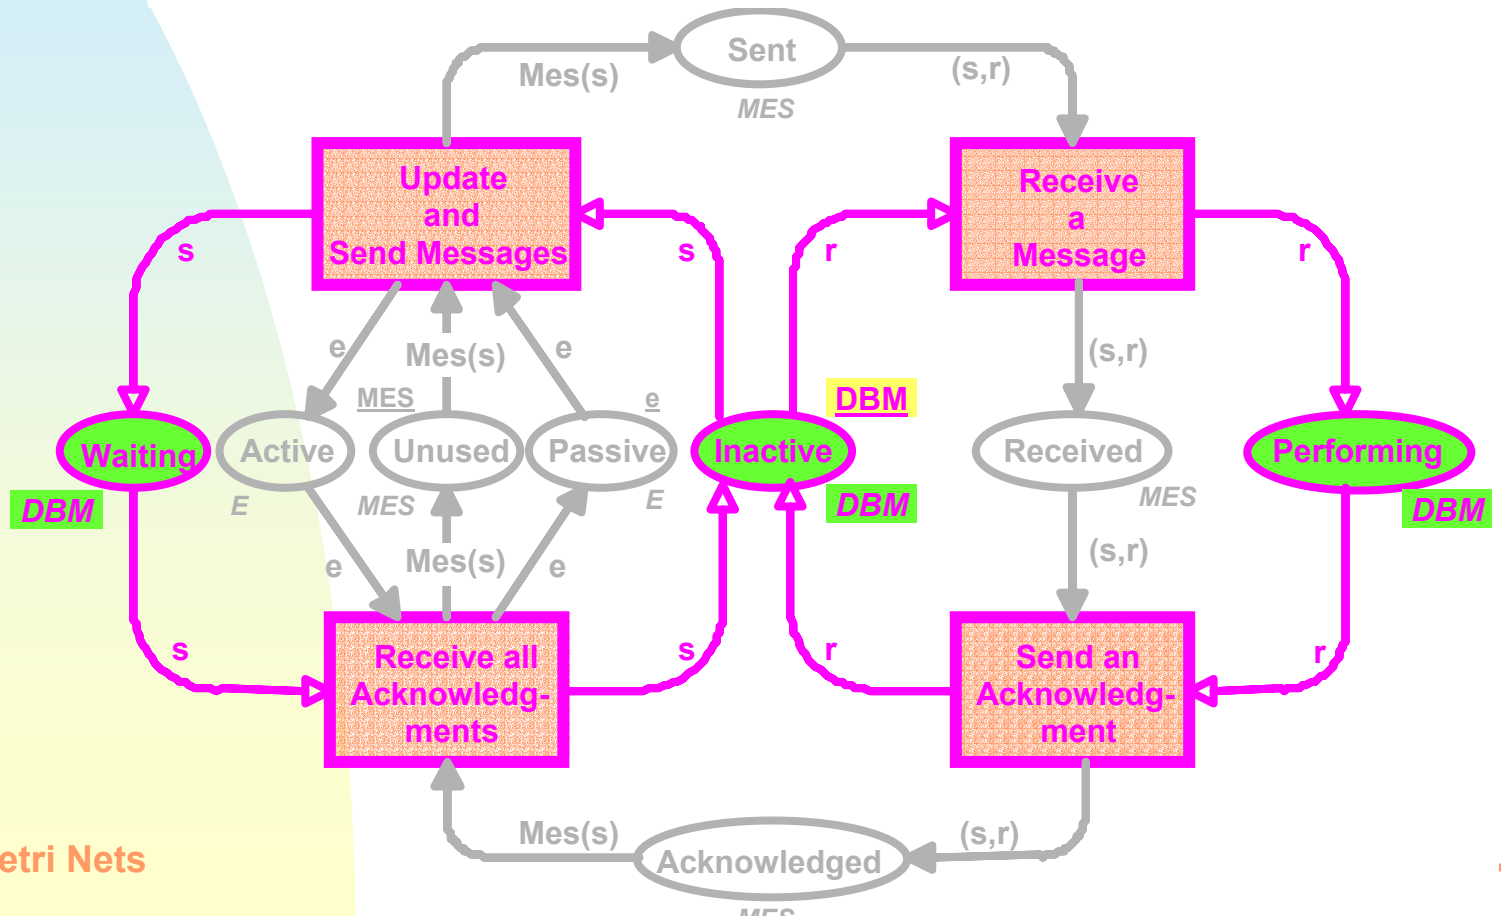 Sent
Mes(s)
(s,r)
MES
Update
and
Send Messages
Receive
a
Message
s
s
r
r
e
Mes(s)
e
(s,r)
MES
e
DBM
Waiting
Active
Unused
Passive
Inactive
Received
Performing
DBM
E
MES
E
DBM
MES
DBM
e
Mes(s)
e
(s,r)
s
s
r
r
Receive all
Acknowledg-
ments
Send an
Acknowledg-
ment
Mes(s)
(s,r)
Acknowledged
MES
etri Nets